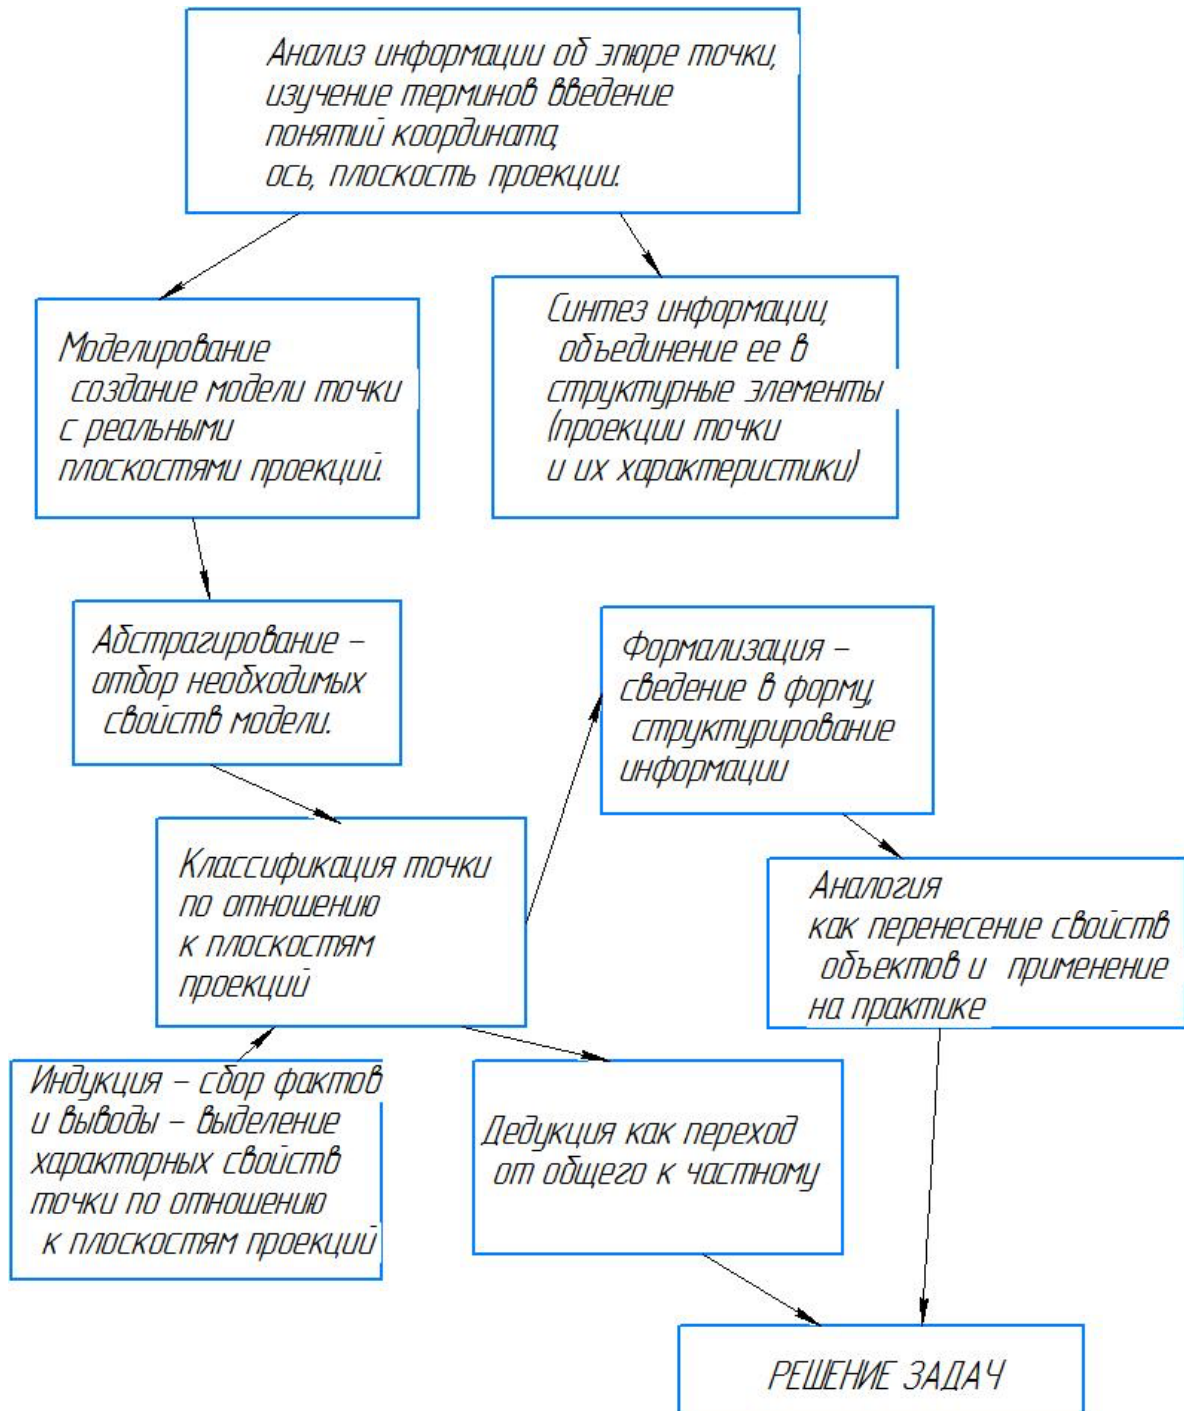 Анализ информации об эпюре точки,
изучение терминов введение
понятий координата,
ось, плоскость проекции.
Моделирование
создание модели точки
с реальными
плоскостями проекций.
Синтез информации,
объединение ее в
структурные элементы
(проекции точки
и их характеристики)
Абстрагирование –
отбор необходимых
свойств модели.
Формализация –
сведение в форму,
структурирование
информации
Классификация точки
по отношению
к плоскостям
проекций
Аналогия
как перенесение свойств
объектов и применение
на практике
Индукция – сбор фактов
и выводы – выделение
характорных свойств
точки по отношению
к плоскостям проекций
Дедукция как переход
от общего к частному
РЕШЕНИЕ ЗАДАЧ